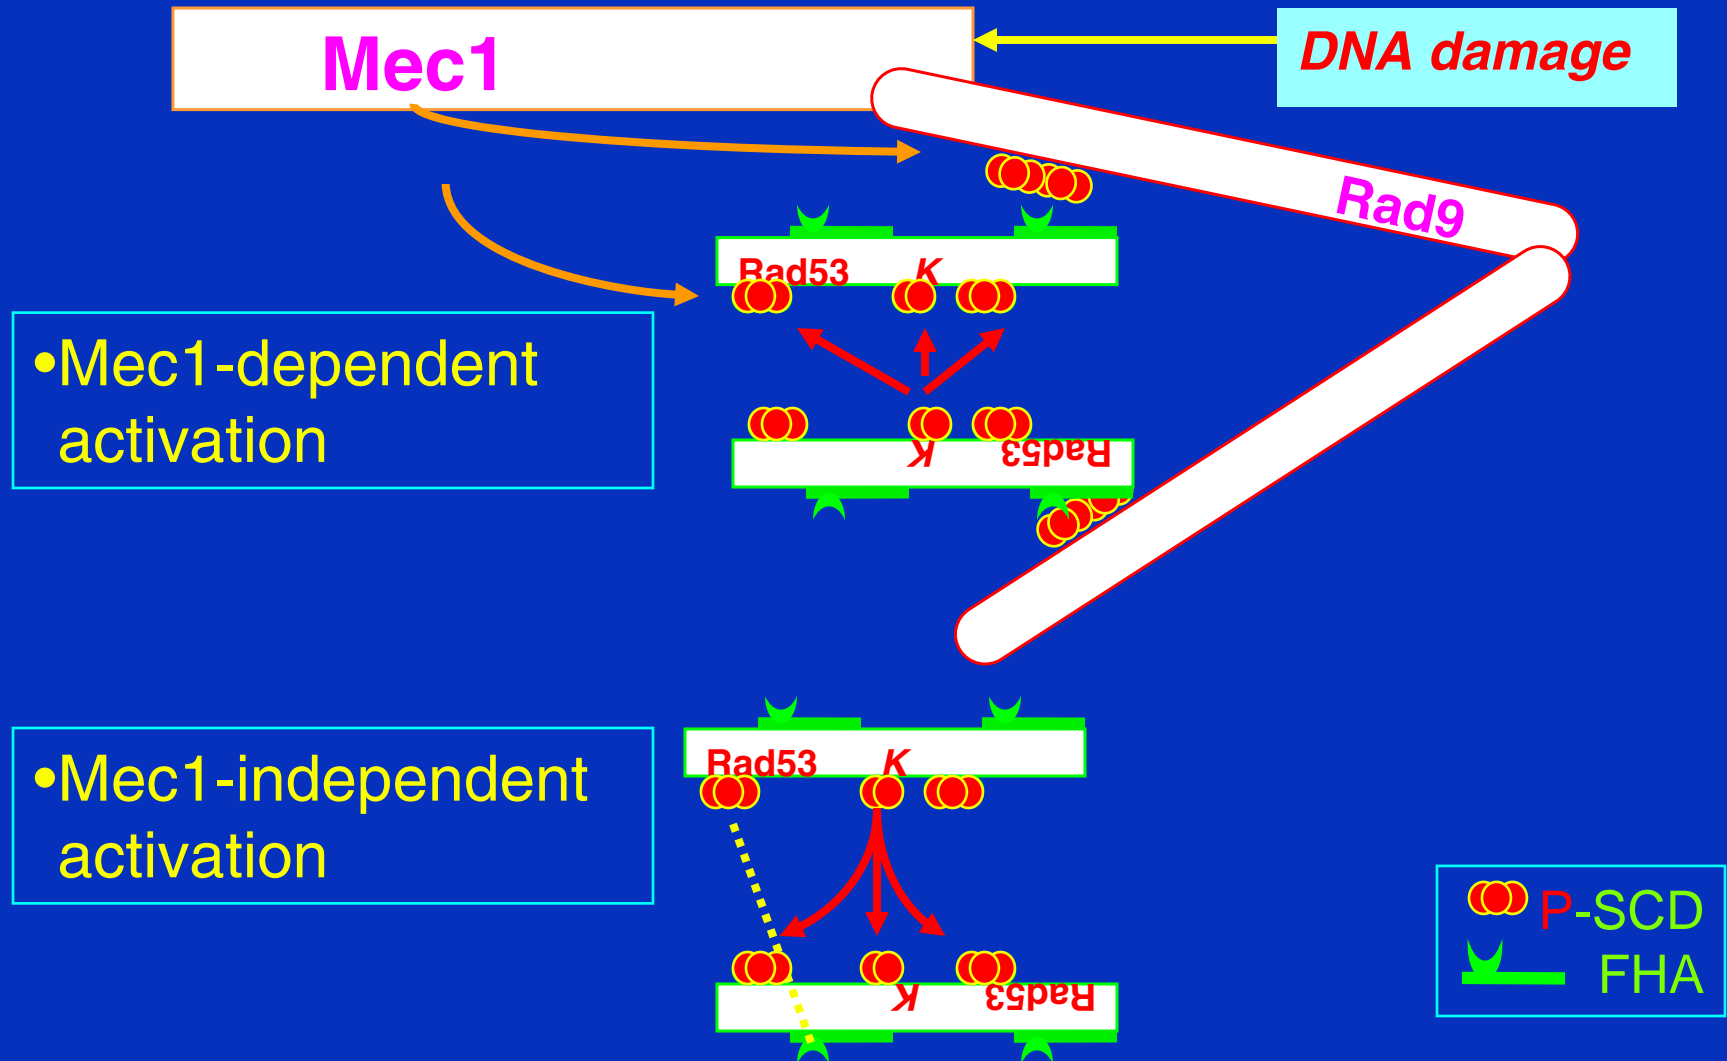 Mec1
DNA damage
Rad9
Rad53 K
•Mec1-dependent
activation
K Rad53
Rad53 K
•Mec1-independent
activation
P-SCD
FHA
K Rad53